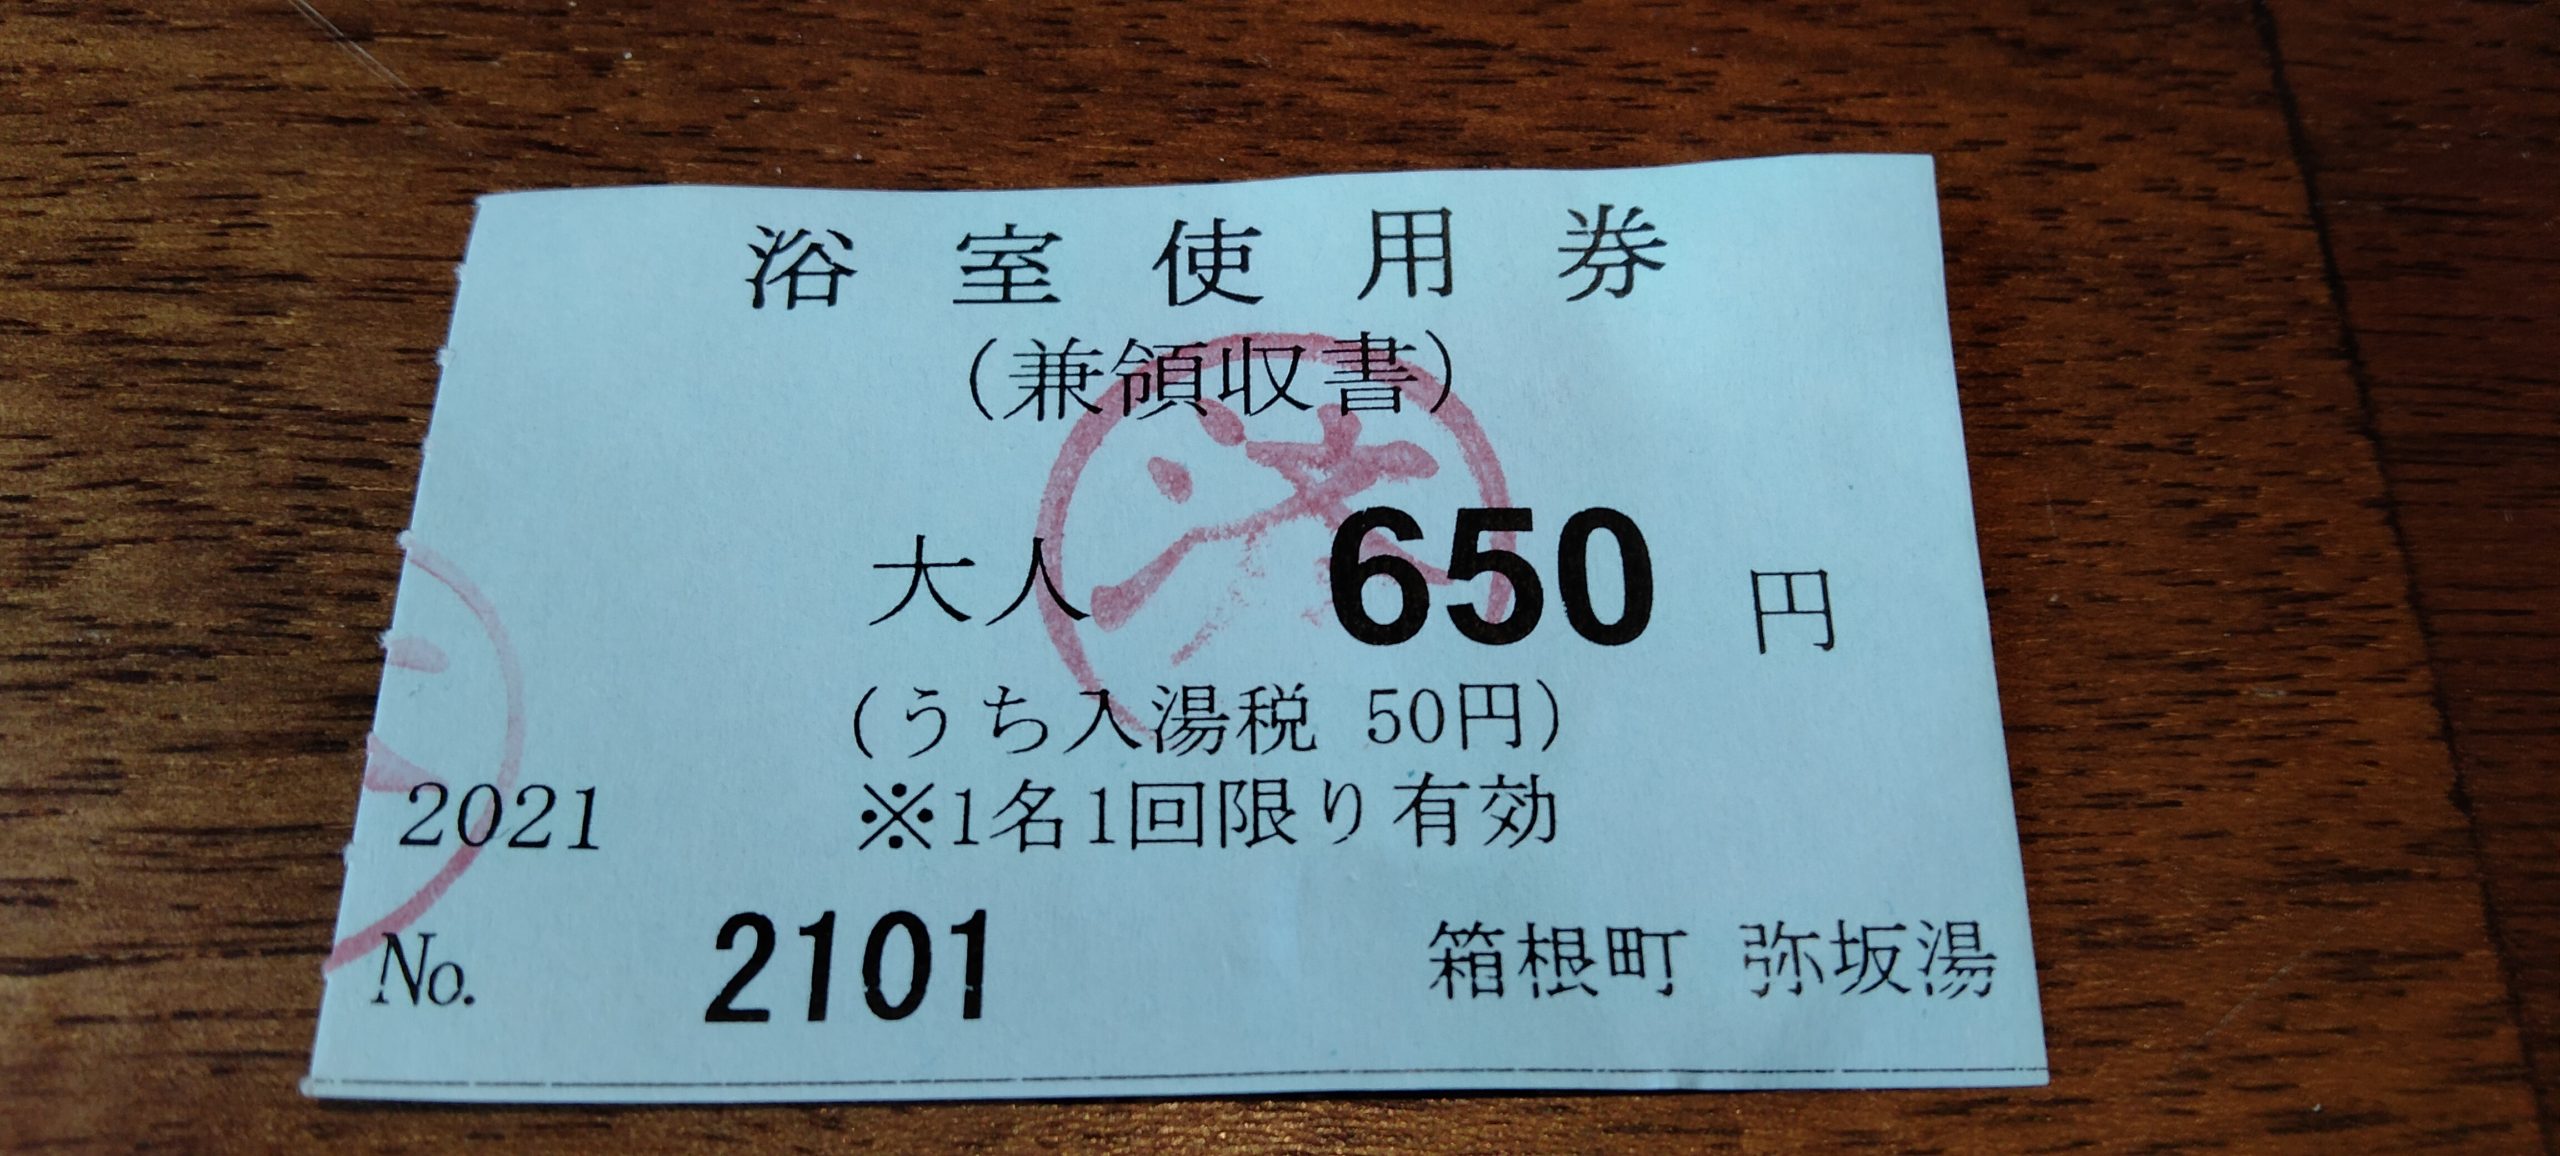 浴室使用券
(兼領収書)
大人 650 円
(うち入湯税 50円)
2021 ※1名1回限り有効
No. 2101 箱根町 弥坂湯